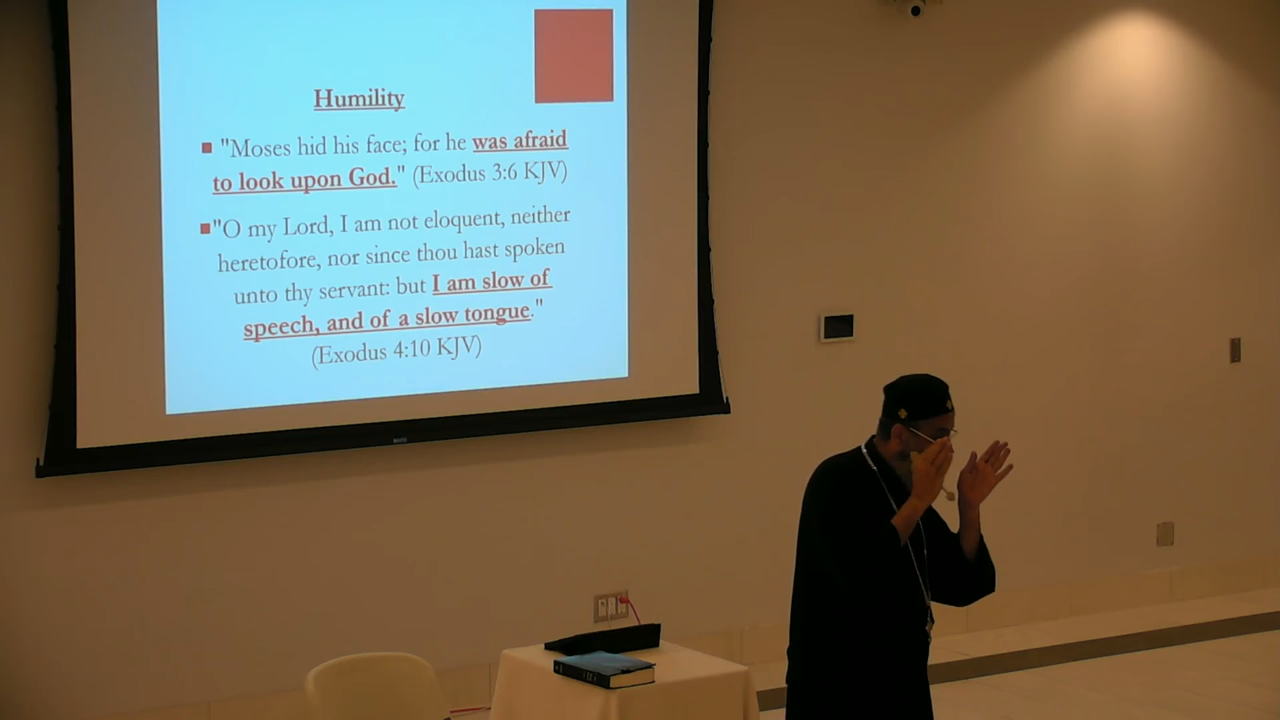 Humility
"Moses hid his face; for he was afraid
to look upon God." (Exodus 3:6 KJV)
"O my Lord, I am not eloquent, neither
heretofore, nor since thou hast spoken
unto thy servant: but I am slow of
speech, and of a slow tongue."
(Exodus 4:10 KJV)